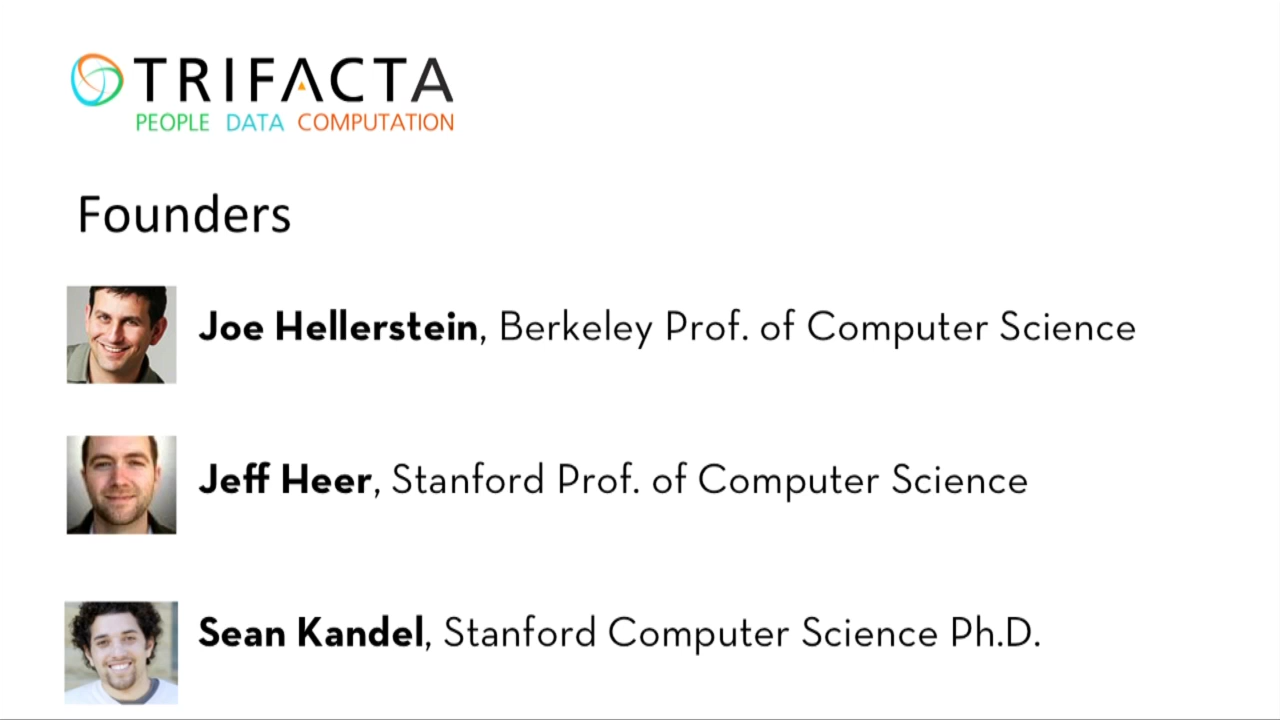 TRIFACTA
PEOPLE DATA COMPUTATION
Founders
Joe Hellerstein, Berkeley Prof. of Computer Science
Jeff Heer, Stanford Prof. of Computer Science
Sean Kandel, Stanford Computer Science Ph.D.